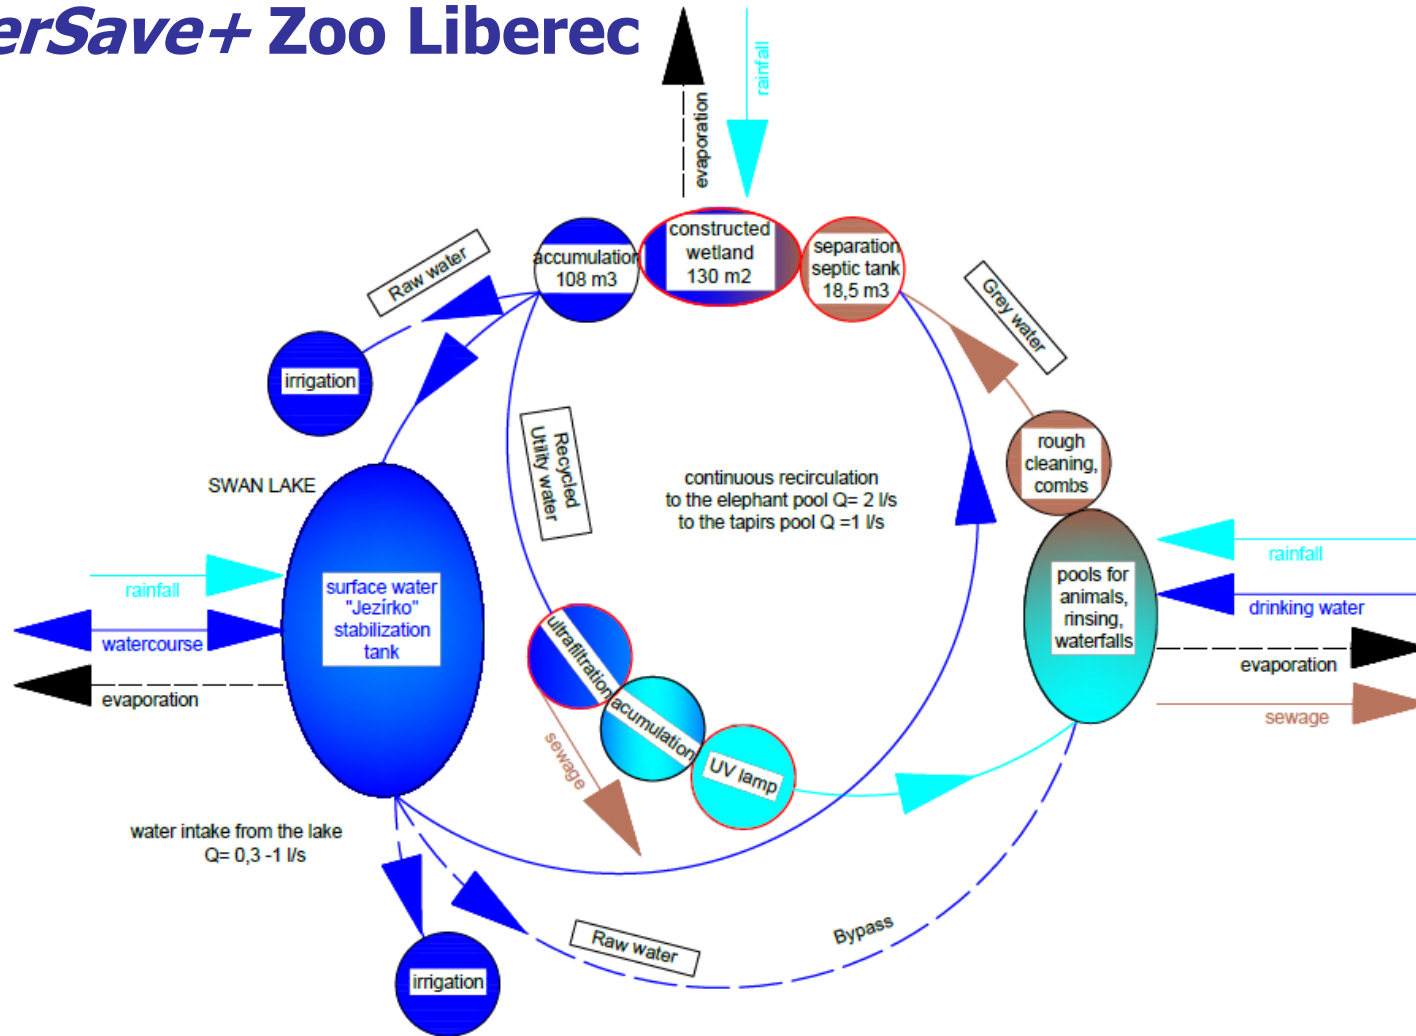 erSave+ Zoo Liberec
evaporation
rainfall
constructed
wetland
130 m2
accumulation
108 m3
separation
septic tank
18,5 m3
Raw water
Grey water
irrigation
Recycled
Utility water
rough
cleaning,
combs
SWAN LAKE
continuous recirculation
to the elephant pool Q= 2 l/s
to the tapirs pool Q =1 l/s
rainfall
watercourse
evaporation
surface water
"Jezírko"
stabilization
tank
pools for
animals,
rinsing,
waterfalls
rainfall
drinking water
evaporation
sewage
ultrafiltration
acumulation
UV lamp
sewage
water intake from the lake
Q= 0,3 -1 l/s
irrigation
Raw water
Bypass